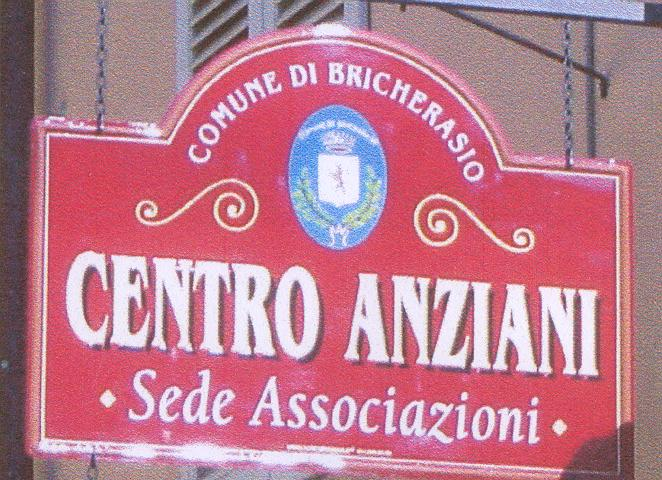 COMUNE DI BRICHERASIO
CENTRO ANZIANI
· Sede Associazioni ·